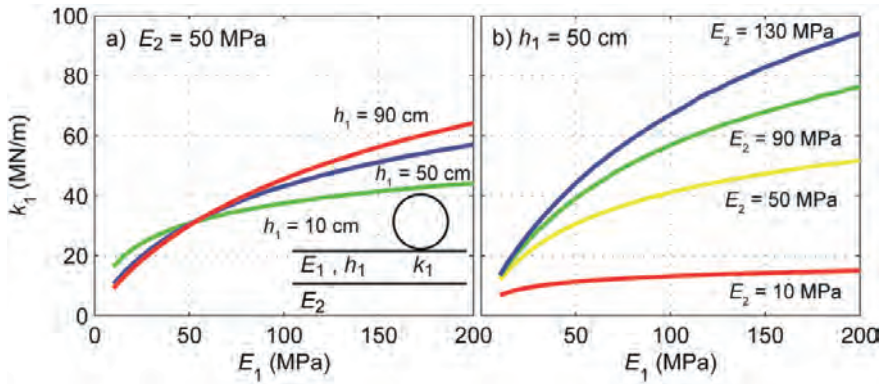 a) E₂ = 50 MPa
h₁ = 90 cm
h₁ = 50 cm
h₁ = 10 cm
E₁ , h₁
k₁
E₂
k₁ (MN/m)
100
80
60
40
20
0
0 50 100 150 200
E₁ (MPa)
b) h₁ = 50 cm
E₂ = 130 MPa
E₂ = 90 MPa
E₂ = 50 MPa
E₂ = 10 MPa
0 50 100 150 200
E₁ (MPa)